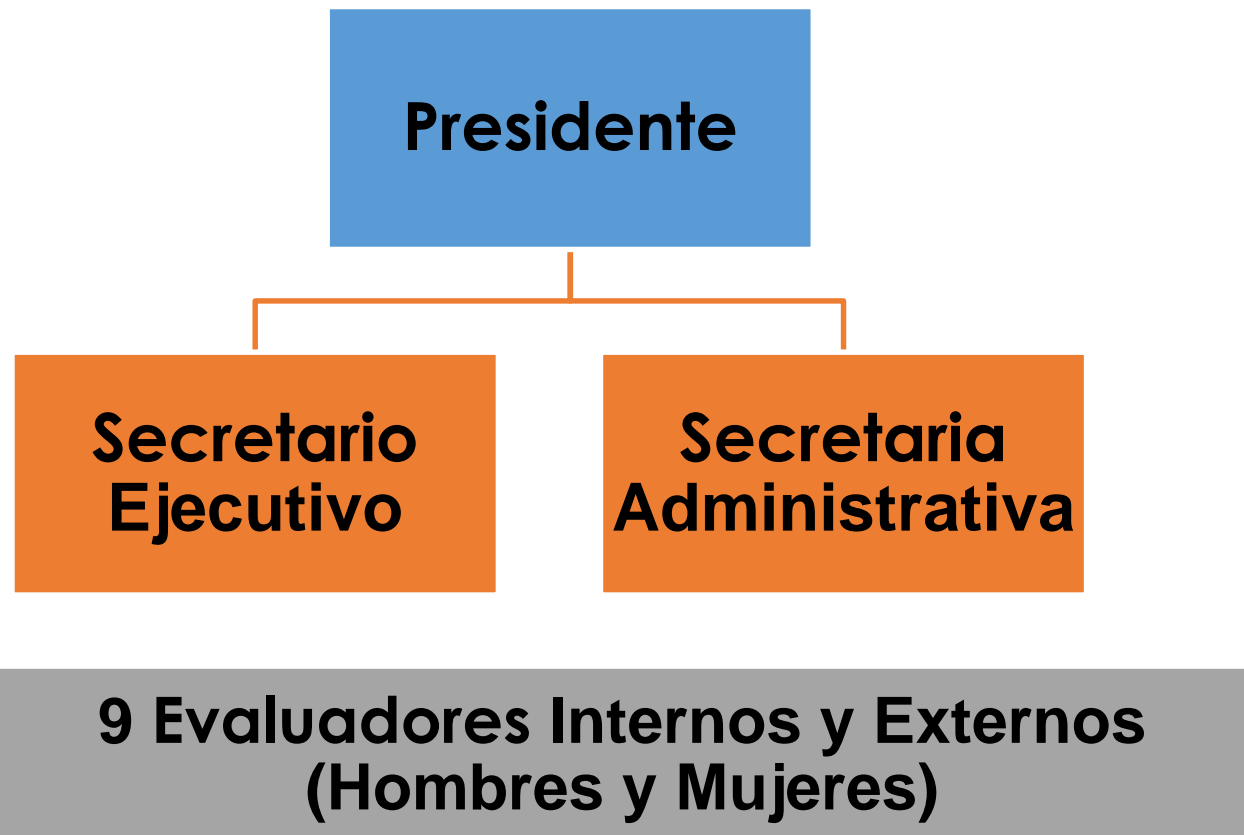 Presidente
Secretario
Ejecutivo
Secretaria
Administrativa
9 Evaluadores Internos y Externos
(Hombres y Mujeres)